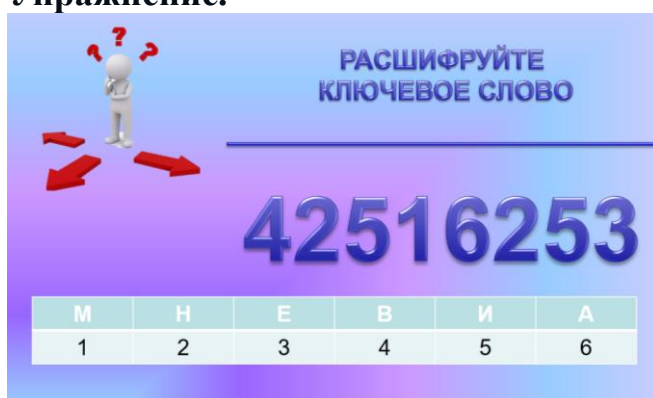 Упражнение.
? ? ?
РАСШИФРУЙТЕ
КЛЮЧЕВОЕ СЛОВО
42516253
М Н Е В И А
1 2 3 4 5 6